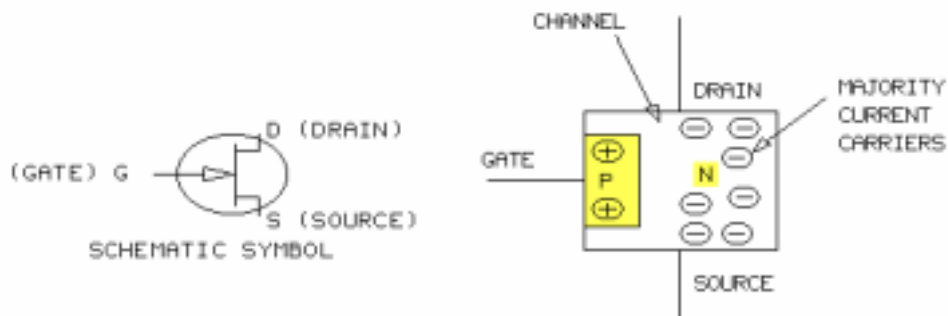 D (DRAIN)
(GATE) G
S (SOURCE)
SCHEMATIC SYMBOL
CHANNEL
DRAIN
MAJORITY
CURRENT
CARRIERS
GATE
P
N
SOURCE